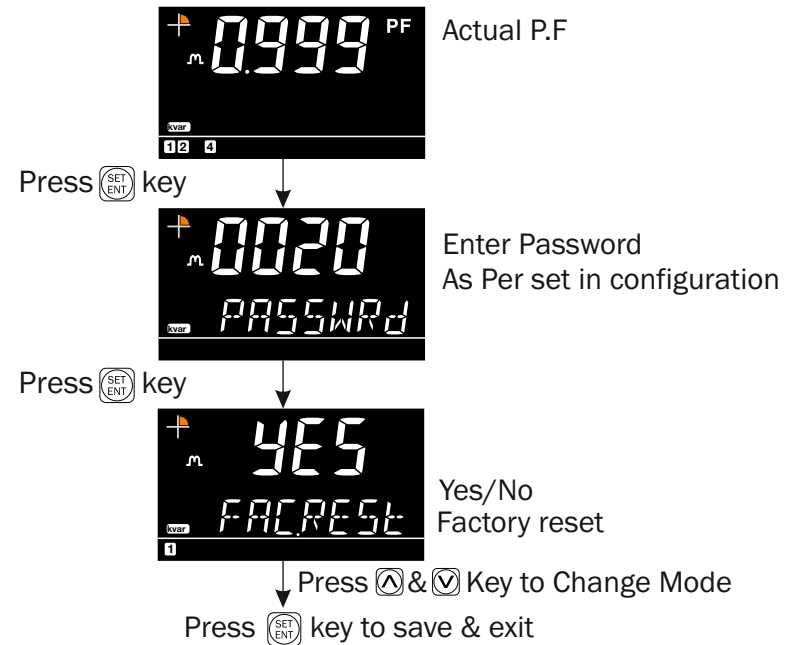 0.999 PF
Actual P.F
kvar
1 2 4
Press SET ENT key
0020
Enter Password
As Per set in configuration
kvar PASSWRd
Press SET ENT key
YES
Yes/No
kvar FAC.RESt
Factory reset
1
Press & Key to Change Mode
Press SET ENT key to save & exit